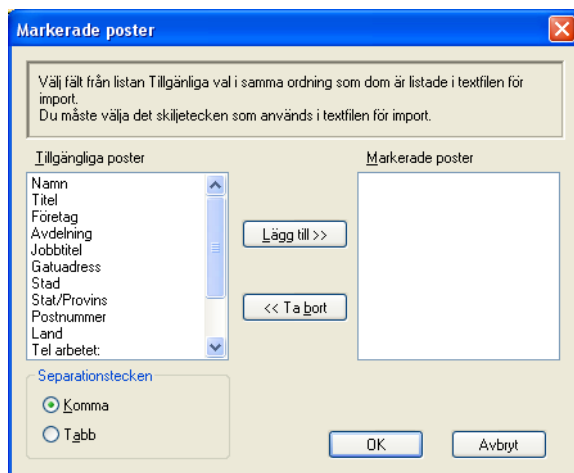 Markerade poster
Välj fält från listan Tillgänliga val i samma ordning som dom är listade i textfilen för
import.
Du måste välja det skiljetecken som används i textfilen för import.
Tillgängliga poster
Markerade poster
Namn
Titel
Företag
Avdelning
Jobbtitel
Gatuadress
Stad
Stat/Provins
Postnummer
Land
Tel arbetet:
Lägg till >>
<< Ta bort
Separationstecken
Komma
Tabb
OK
Avbryt